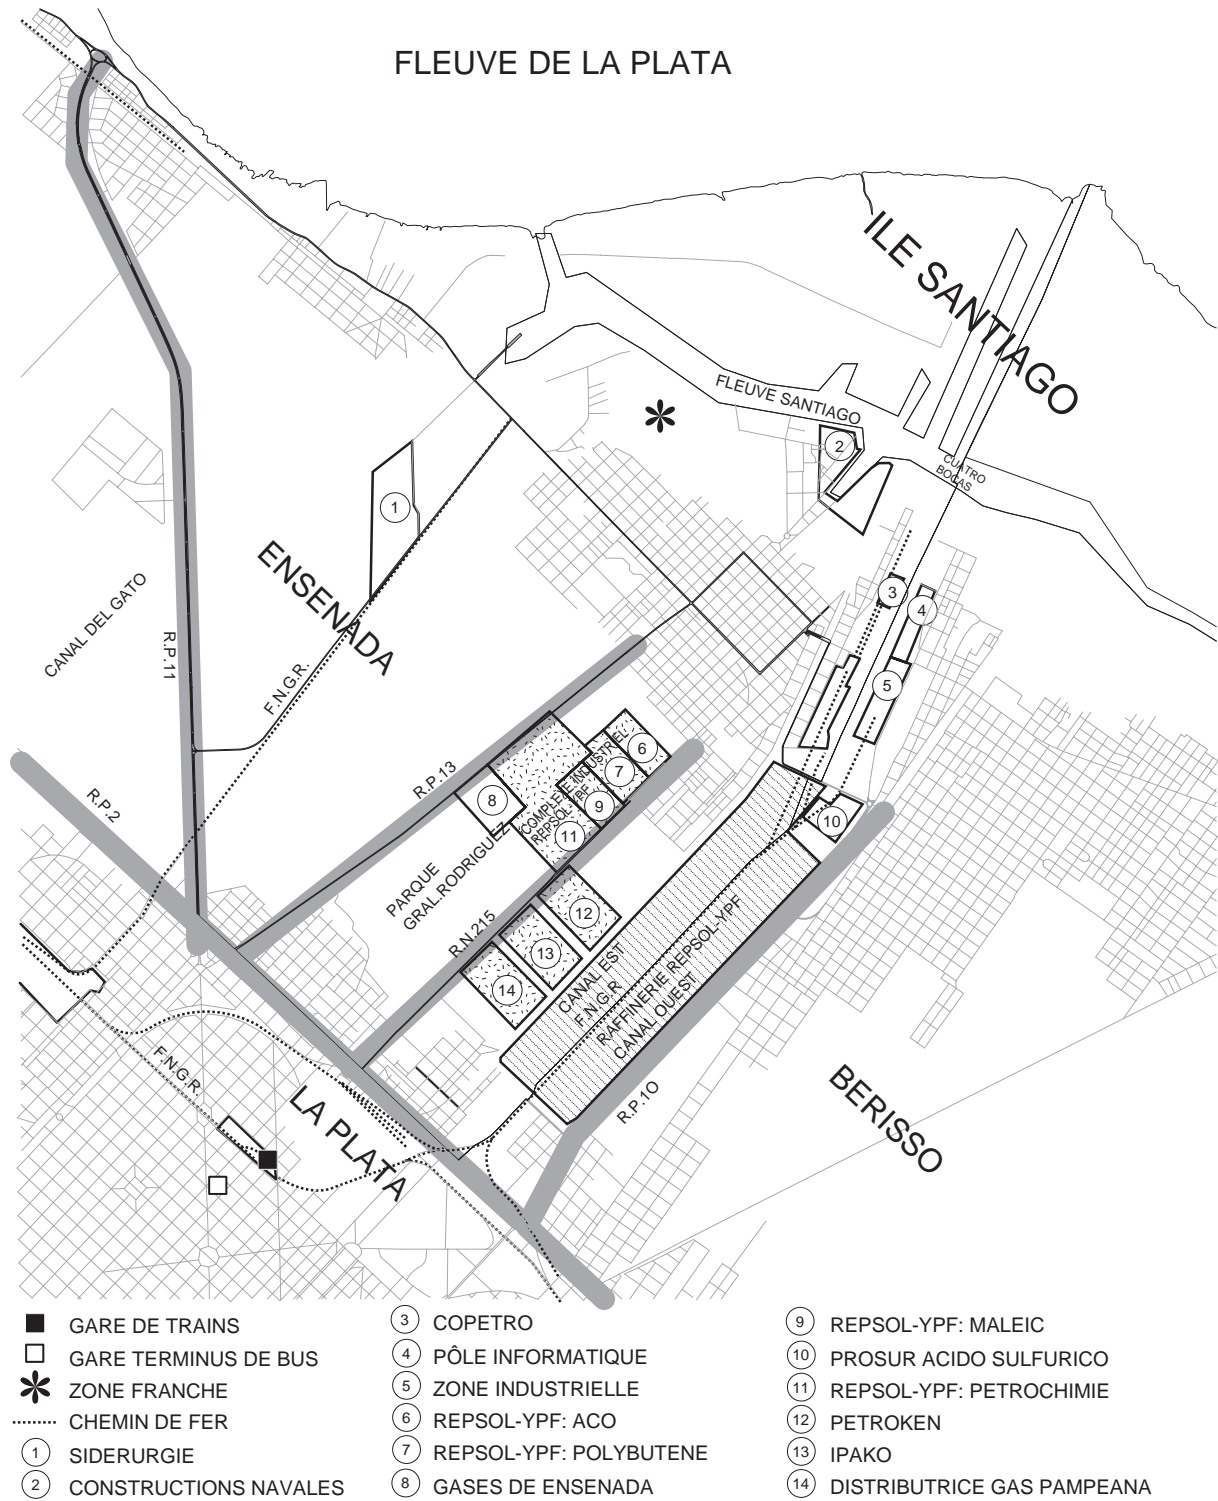 FLEUVE DE LA PLATA
ILE SANTIAGO
FLEUVE SANTIAGO
2
CUATRO
BOCAS
1
ENSENADA
CANAL DEL GATO
R.P.11
F.N.G.R.
3
4
5
R.P.2
R.P.13
COMPLEXE INDUSTRIEL
REPSOL-YPF
6
7
8
9
10
11
PARQUE
GRAL.RODRIGUEZ
R.N.215
12
13
14
CANAL EST
F.N.G.R
RAFFINERIE REPSOL-YPF
CANAL OUEST
R.P.10
F.N.G.R.
LA PLATA
BERISSO
GARE DE TRAINS
GARE TERMINUS DE BUS
ZONE FRANCHE
CHEMIN DE FER
1 SIDERURGIE
2 CONSTRUCTIONS NAVALES
3 COPETRO
4 PÔLE INFORMATIQUE
5 ZONE INDUSTRIELLE
6 REPSOL-YPF: ACO
7 REPSOL-YPF: POLYBUTENE
8 GASES DE ENSENADA
9 REPSOL-YPF: MALEIC
10 PROSUR ACIDO SULFURICO
11 REPSOL-YPF: PETROCHIMIE
12 PETROKEN
13 IPAKO
14 DISTRIBUTRICE GAS PAMPEANA